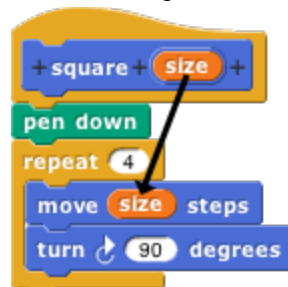 + square + size +
pen down
repeat 4
move size steps
turn 90 degrees